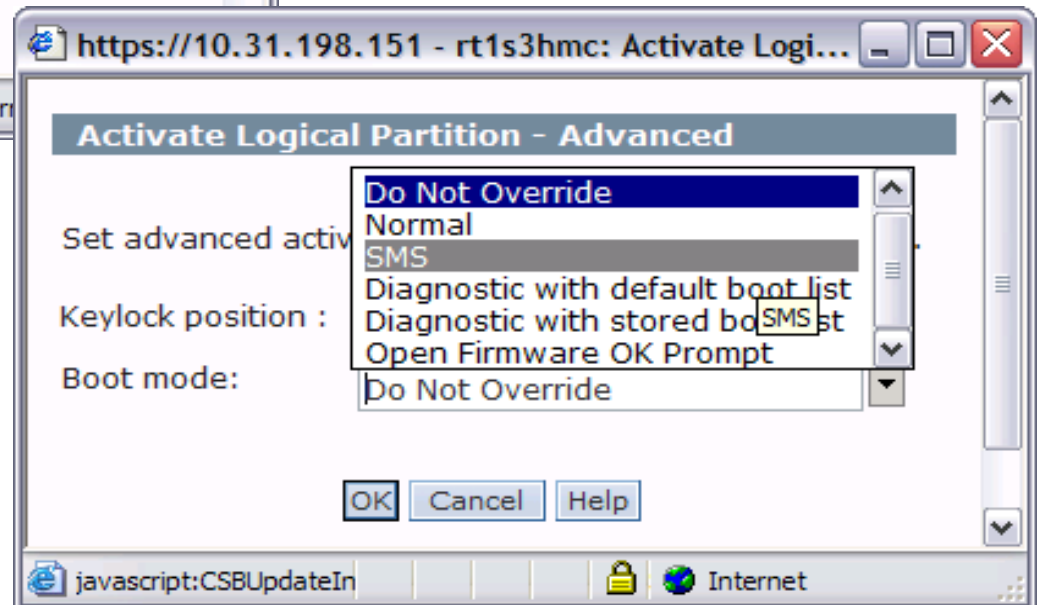 https://10.31.198.151 - rt1s3hmc: Activate Logi...
Activate Logical Partition - Advanced
Do Not Override
Normal
Set advanced activ
SMS
Diagnostic with default boot list
Keylock position :
Diagnostic with stored bo SMS st
Open Firmware OK Prompt
Boot mode:
Do Not Override
OK Cancel Help
javascript:CSBUpdateIn Internet